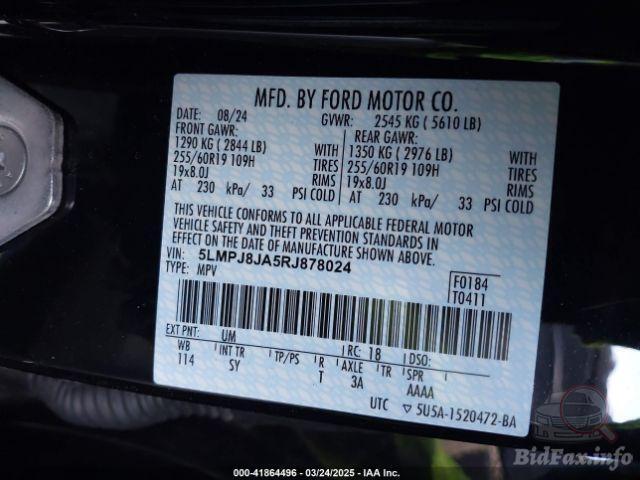 MFD. BY FORD MOTOR CO.
DATE: 08/24 GVWR: 2545 KG ( 5610 LB)
FRONT GAWR: REAR GAWR:
1290 KG ( 2844 LB) WITH 1350 KG ( 2976 LB) WITH
255/60R19 109H TIRES 255/60R19 109H TIRES
19x8.0J RIMS 19x8.0J RIMS
AT 230 kPa/ 33 PSI COLD AT 230 kPa/ 33 PSI COLD
THIS VEHICLE CONFORMS TO ALL APPLICABLE FEDERAL MOTOR
VEHICLE SAFETY AND THEFT PREVENTION STANDARDS IN
EFFECT ON THE DATE OF MANUFACTURE SHOWN ABOVE.
VIN: 5LMPJ8JA5RJ878024
TYPE: MPV
F0184
T0411
EXT PNT: UM RC: 18 DSO:
WB INT TR TP/PS R AXLE TR SPR
114 SY T 3A AAAA
UTC ▽5U5A-1520472-BA
BidFax.info
(000-41864496 — 03/24/2025 — IAA Inc.